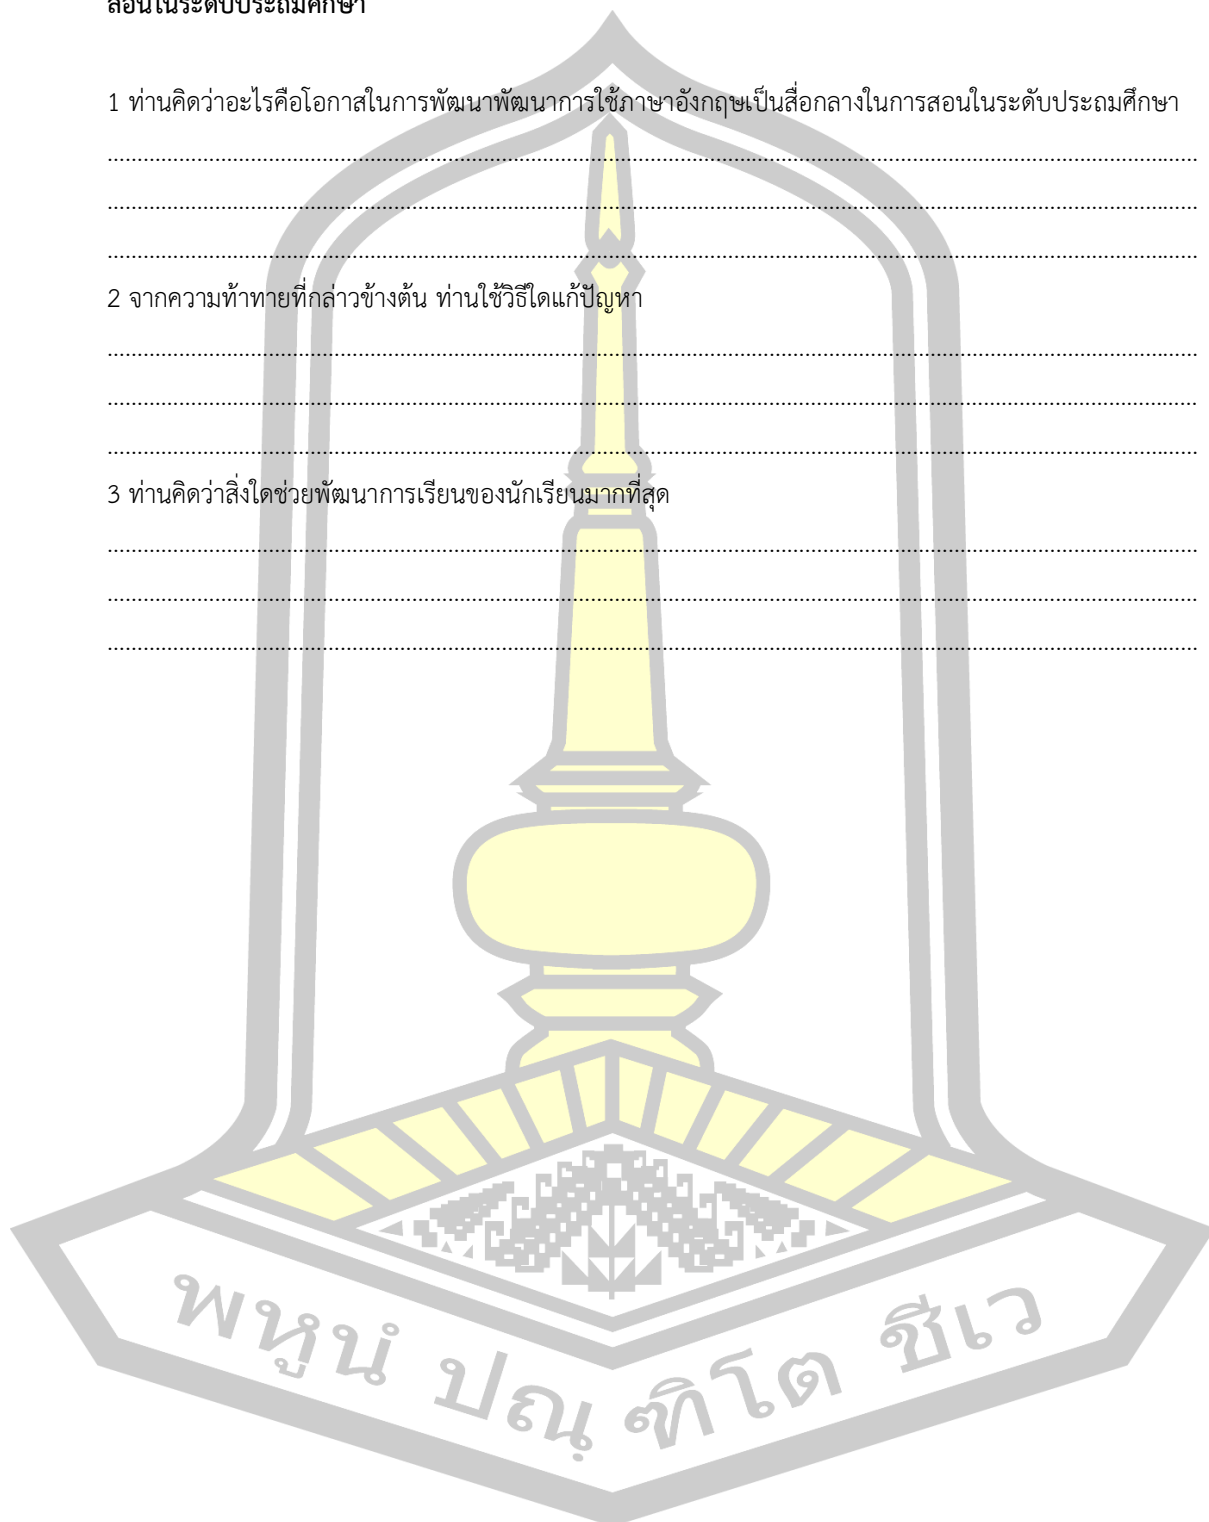 สอนในระดับประถมศึกษา
1 ท่านคิดว่าอะไรคือโอกาสในการพัฒนาพัฒนาการใช้ภาษาอังกฤษเป็นสื่อกลางในการสอนในระดับประถมศึกษา
2 จากความท้าทายที่กล่าวข้างต้น ท่านใช้วิธีใดแก้ปัญหา
3 ท่านคิดว่าสิ่งใดช่วยพัฒนาการเรียนของนักเรียนมากที่สุด
พหูนํ ปณฺฑิโต ชีเว